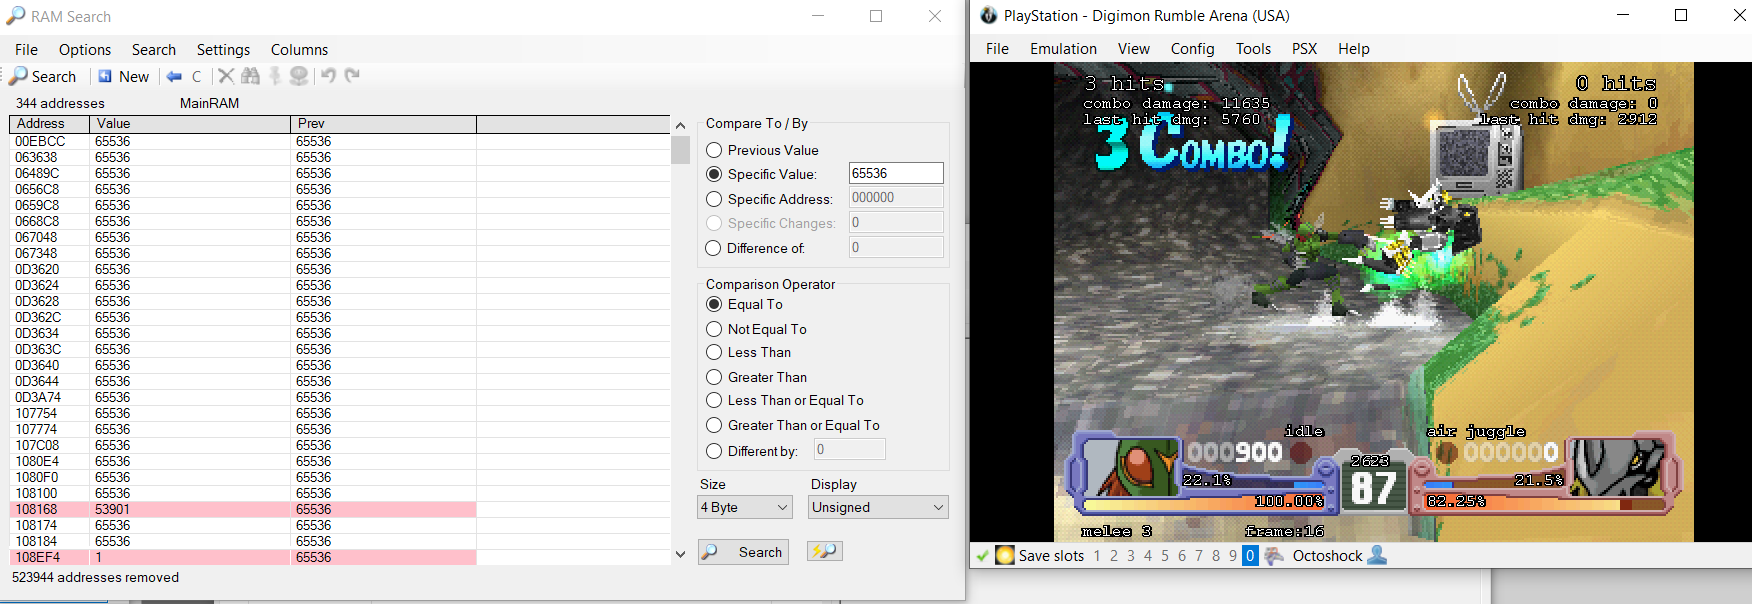 RAM Search
File Options Search Settings Columns
Search New C
344 addresses MainRAM
Address Value Prev
00EBCC 65536 65536
063638 65536 65536
06489C 65536 65536
0656C8 65536 65536
0659C8 65536 65536
0668C8 65536 65536
067048 65536 65536
067348 65536 65536
0D3620 65536 65536
0D3624 65536 65536
0D3628 65536 65536
0D362C 65536 65536
0D3634 65536 65536
0D363C 65536 65536
0D3640 65536 65536
0D3644 65536 65536
0D3A74 65536 65536
107754 65536 65536
107774 65536 65536
107C08 65536 65536
1080E4 65536 65536
1080F0 65536 65536
108100 65536 65536
108168 53901 65536
108174 65536 65536
108184 65536 65536
108EF4 1 65536
523944 addresses removed
Compare To / By
Previous Value
Specific Value: 65536
Specific Address: 000000
Specific Changes: 0
Difference of: 0
Comparison Operator
Equal To
Not Equal To
Less Than
Greater Than
Less Than or Equal To
Greater Than or Equal To
Different by: 0
Size Display
4 Byte Unsigned
Search
PlayStation - Digimon Rumble Arena (USA)
File Emulation View Config Tools PSX Help
3 hits 0 hits
combo damage: 11635 combo damage: 0
last hit dmg: 5760 last hit dmg: 2912
3 COMBO!
idle air juggle
000900 2623 000000
22.1% 87 21.5%
100.00% 82.25%
melee 3 frame:16
Save slots 1 2 3 4 5 6 7 8 9 0 Octoshock